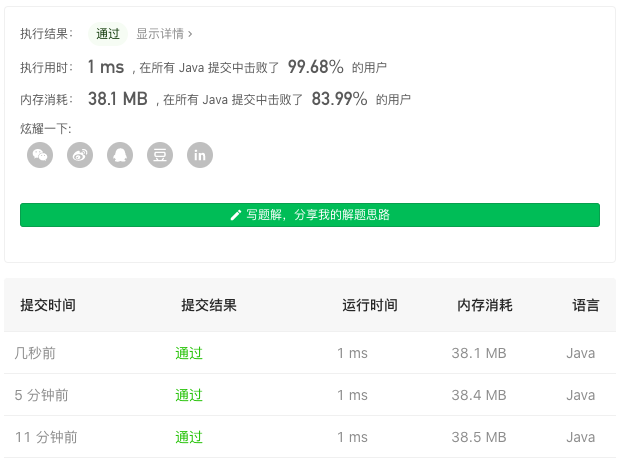 执行结果： 通过 显示详情 ›
执行用时： 1 ms , 在所有 Java 提交中击败了 99.68% 的用户
内存消耗： 38.1 MB , 在所有 Java 提交中击败了 83.99% 的用户
炫耀一下:
豆 in
写题解，分享我的解题思路
提交时间 提交结果 运行时间 内存消耗 语言
几秒前 通过 1 ms 38.1 MB Java
5 分钟前 通过 1 ms 38.4 MB Java
11 分钟前 通过 1 ms 38.5 MB Java